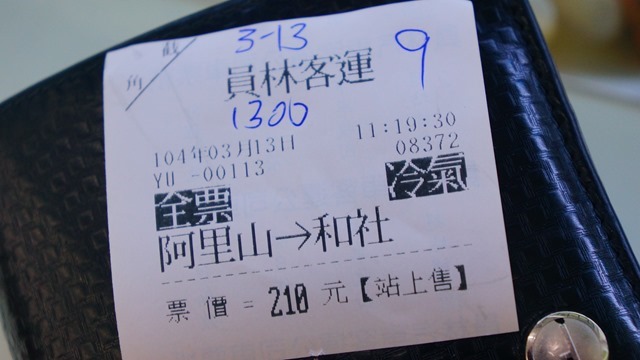 截角
3-13
9
員林客運
1300
104年03月13日 11:19:30
YU -00113 08372
全票 冷氣
阿里山→和社
票 價 = 210 元【站上售】